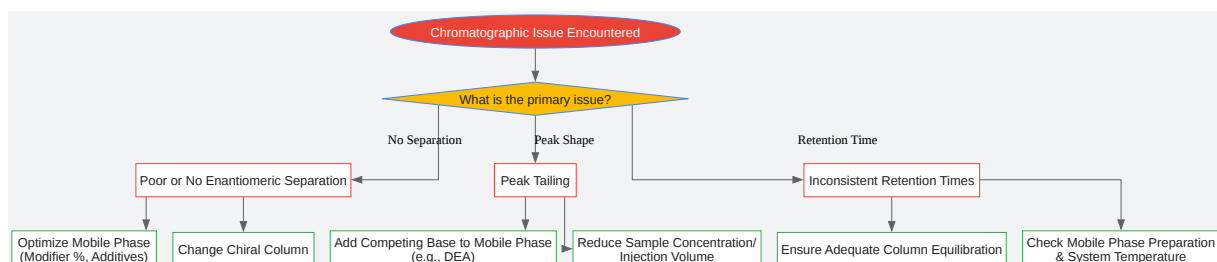 Chromatographic Issue Encountered
What is the primary issue?
No Separation
Peak Shape
Retention Time
Poor or No Enantiomeric Separation
Peak Tailing
Inconsistent Retention Times
Optimize Mobile Phase
(Modifier %, Additives)
Change Chiral Column
Add Competing Base to Mobile Phase
(e.g., DEA)
Reduce Sample Concentration/
Injection Volume
Ensure Adequate Column Equilibration
Check Mobile Phase Preparation
& System Temperature